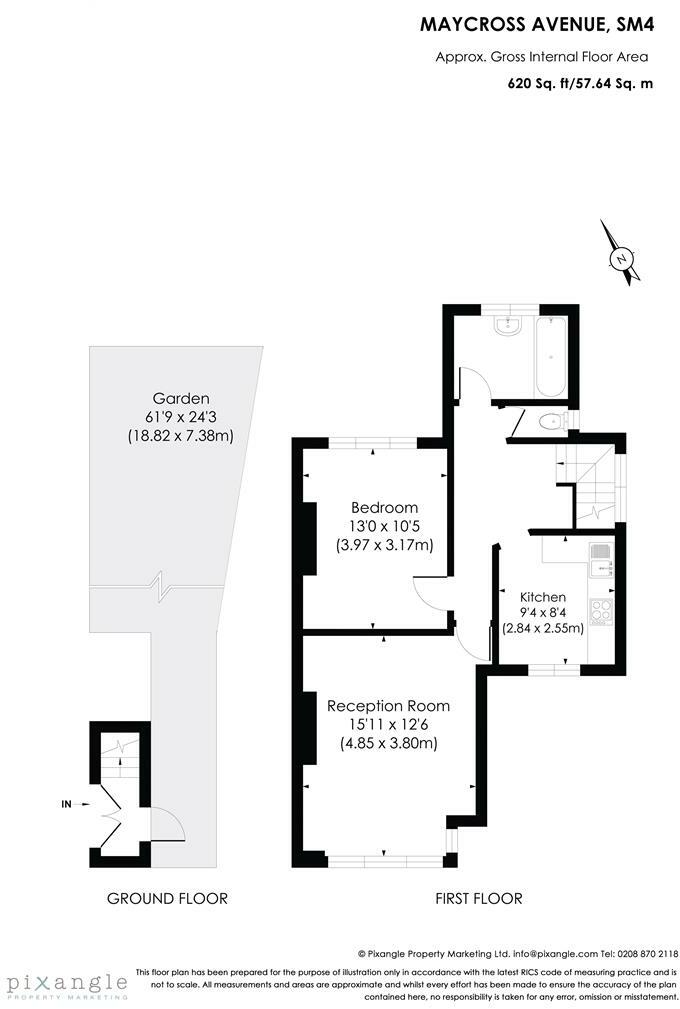 MAYCROSS AVENUE, SM4
Approx. Gross Internal Floor Area
620 Sq. ft/57.64 Sq. m
N
Garden
61'9 x 24'3
(18.82 x 7.38m)
Bedroom
13'0 x 10'5
(3.97 x 3.17m)
Kitchen
9'4 x 8'4
(2.84 x 2.55m)
Reception Room
15'11 x 12'6
(4.85 x 3.80m)
IN
GROUND FLOOR
FIRST FLOOR
© Pixangle Property Marketing Ltd. info@pixangle.com Tel: 0208 870 2118
pixangle
PROPERTY MARKETING
This floor plan has been prepared for the purpose of illustration only in accordance with the latest RICS code of measuring practice and is
not to scale. All measurements and areas are approximate and whilst every effort has been made to ensure the accuracy of the plan
contained here, no responsibility is taken for any error, omission or misstatement.